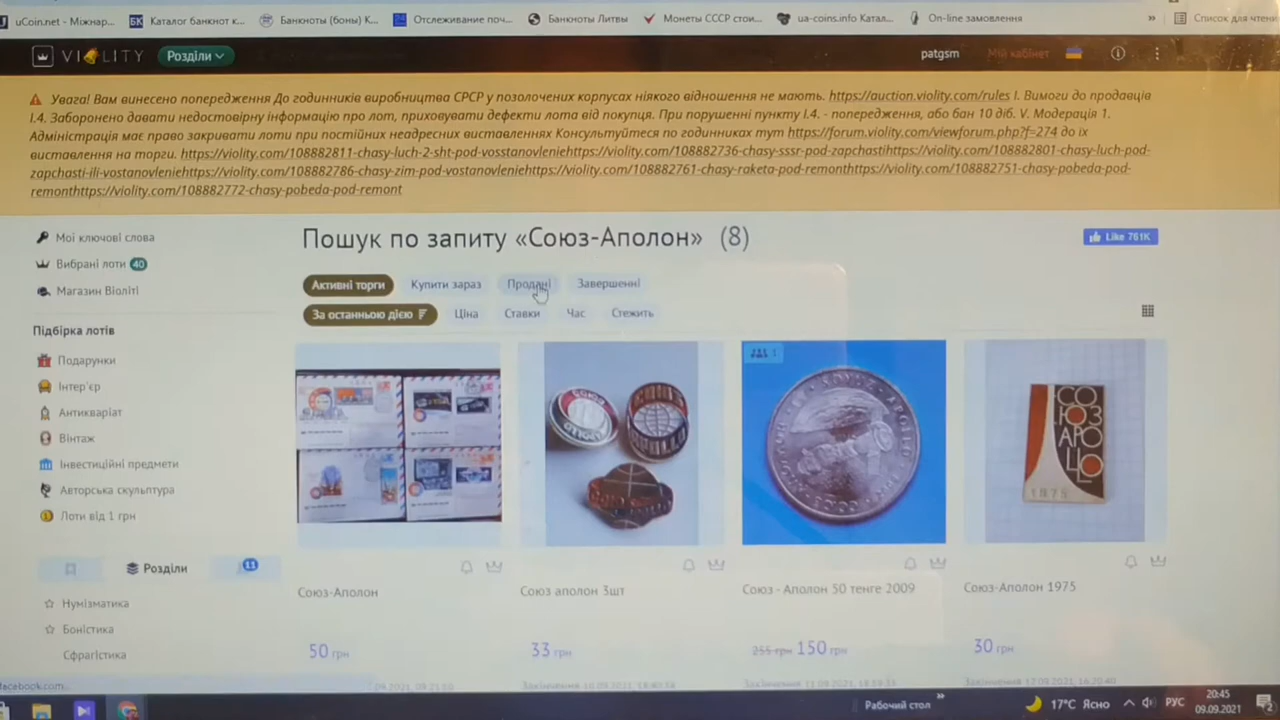 uCoin.net - Міжнар...
Каталог банкнот к...
Банкноты (боны) К...
Отслеживание поч...
Банкноты Литвы
Монеты СССР стои...
ua-coins.info Катал...
On-line замовлення
»
Список для чтени
VIOLITY
Розділи
patgsm
Мій кабінет
Увага! Вам винесено попередження До годинників виробництва СРСР у позолочених корпусах ніякого відношення не мають. https://auction.violity.com/rules I. Вимоги до продавців
I.4. Заборонено давати недостовірну інформацію про лот, приховувати дефекти лота від покупця. При порушенні пункту I.4. - попередження, або бан 10 діб. V. Модерація 1.
Адміністрація має право закривати лоти при постійних неадресних виставленнях Консультуйтеся по годинниках тут https://forum.violity.com/viewforum.php?f=274 до їх
виставлення на торги. https://violity.com/108882811-chasy-luch-2-sht-pod-vosstanovleniehttps://violity.com/108882736-chasy-sssr-pod-zapchastihttps://violity.com/108882801-chasy-luch-pod-
zapchasti-ili-vostanovleniehttps://violity.com/108882786-chasy-zim-pod-vostanovleniehttps://violity.com/108882761-chasy-raketa-pod-remonthttps://violity.com/108882751-chasy-pobeda-pod-
remonthttps://violity.com/108882772-chasy-pobeda-pod-remont
Мої ключові слова
Вибрані лоти 40
Магазин Віоліті
Підбірка лотів
Подарунки
Інтер'єр
Антикваріат
Вінтаж
Інвестиційні предмети
Авторська скульптура
Лоти від 1 грн
Розділи
11
Нумізматика
Боністика
Сфрагістика
Пошук по запиту «Союз-Аполон» (8)
Like 761K
Активні торги
Купити зараз
Продані
Завершенні
За останньою дією
Ціна
Ставки
Час
Стежить
1
СОЮЗ APOЛLO
1975
Союз-Аполон
Союз аполон 3шт
Союз - Аполон 50 тенге 2009
Союз-Аполон 1975
50 грн
33 грн
255 грн 150 грн
30 грн
facebook.com
Рабочий стол
»
17°C Ясно
РУС
20:45
09.09.2021
2